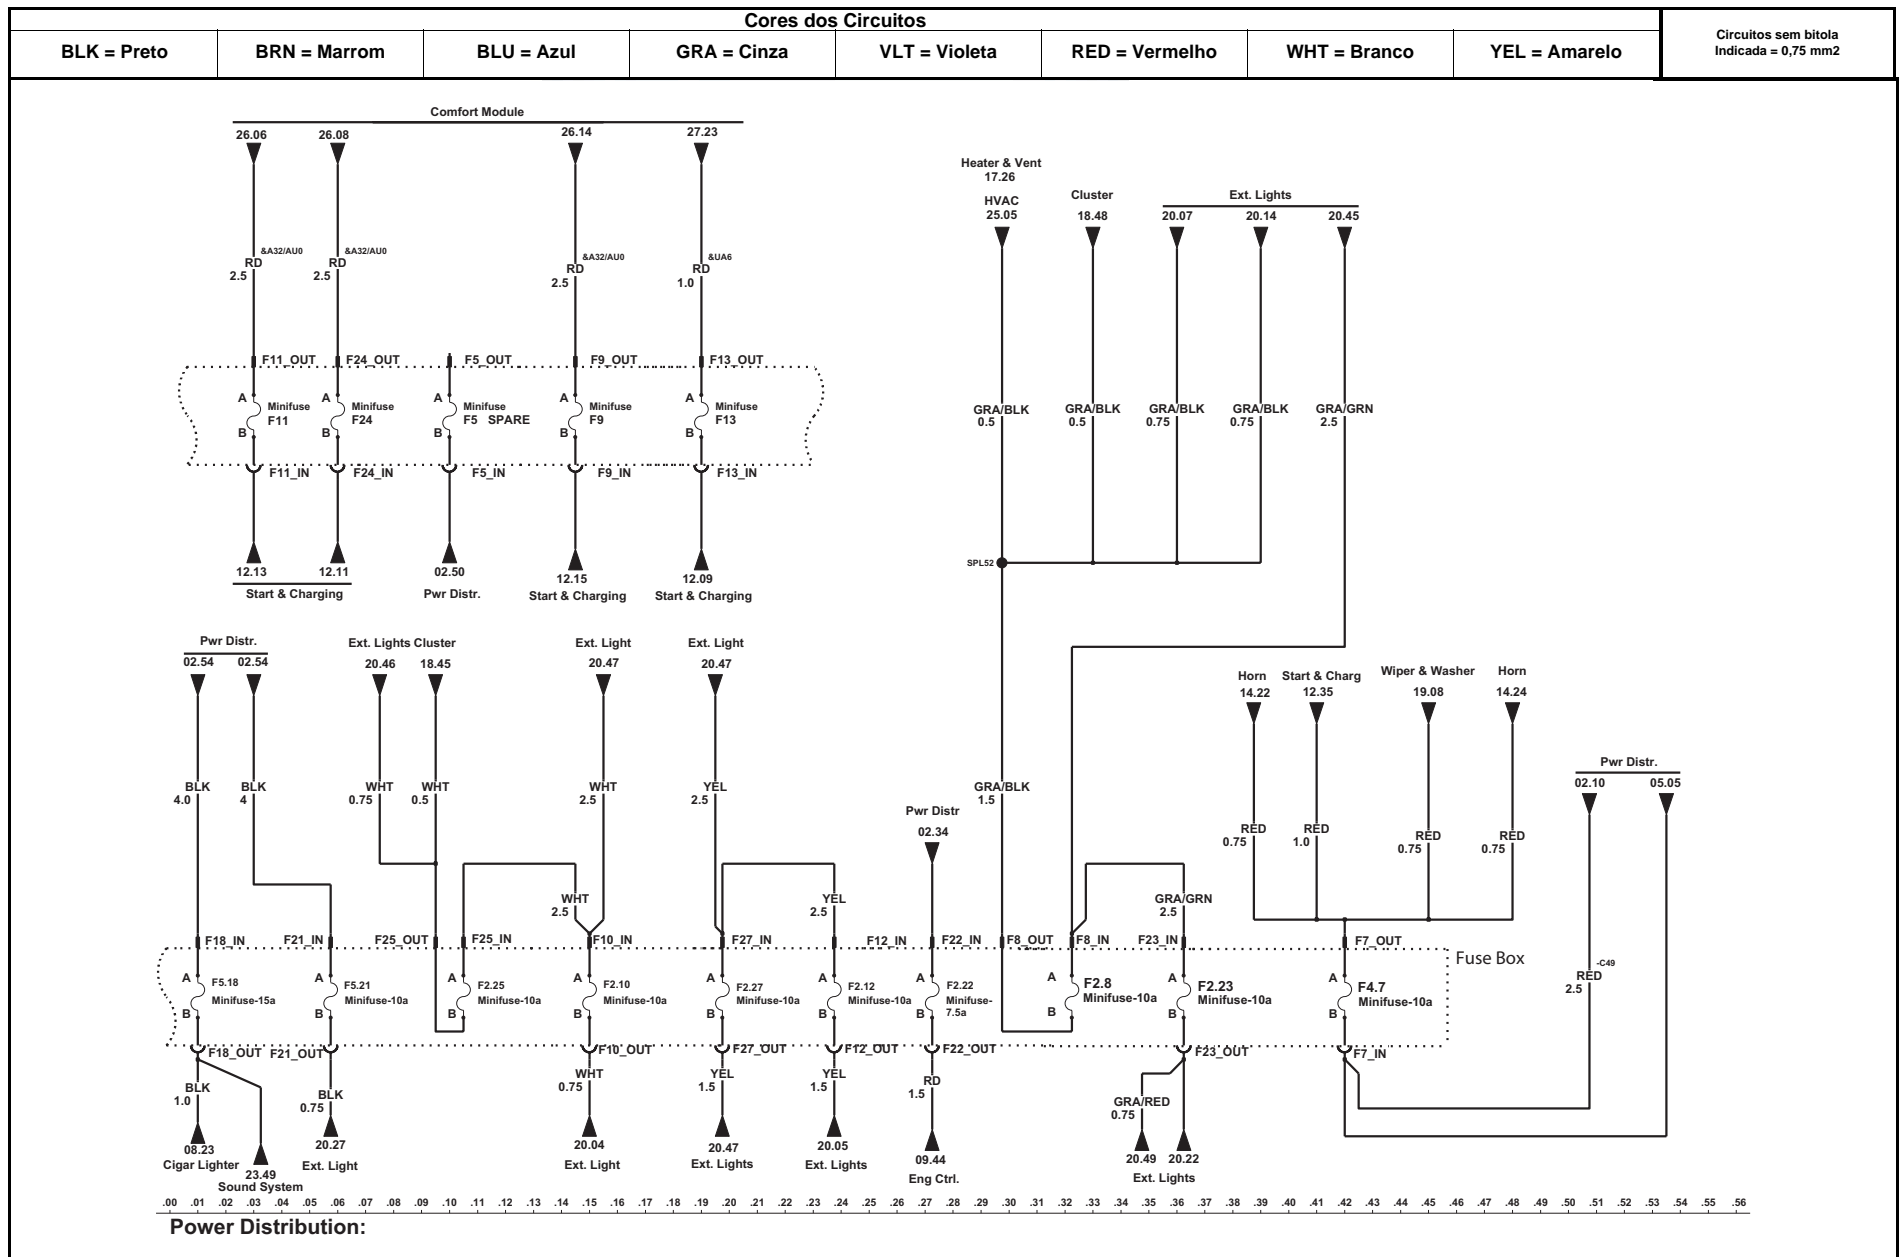 Cores dos Circuitos
BLK = Preto
BRN = Marrom
BLU = Azul
GRA = Cinza
VLT = Violeta
RED = Vermelho
WHT = Branco
YEL = Amarelo
Circuitos sem bitola
Indicada = 0,75 mm2
Comfort Module
26.06
26.08
26.14
27.23
&A32/AU0
RD
2.5
&A32/AU0
RD
2.5
&A32/AU0
RD
2.5
&UA6
RD
1.0
F11_OUT
F24_OUT
F5_OUT
F9_OUT
F13_OUT
A
Minifuse
F11
B
A
Minifuse
F24
B
A
Minifuse
F5 SPARE
B
A
Minifuse
F9
B
A
Minifuse
F13
B
F11_IN
F24_IN
F5_IN
F9_IN
F13_IN
12.13
12.11
Start & Charging
02.50
Pwr Distr.
12.15
Start & Charging
12.09
Start & Charging
Heater & Vent
17.26
HVAC
25.05
Cluster
18.48
Ext. Lights
20.07
20.14
20.45
GRA/BLK
0.5
GRA/BLK
0.5
GRA/BLK
0.75
GRA/BLK
0.75
GRA/GRN
2.5
SPL52
Pwr Distr.
02.54
02.54
Ext. Lights
20.46
Cluster
18.45
Ext. Light
20.47
Ext. Light
20.47
Horn
14.22
Start & Charg
12.35
Wiper & Washer
19.08
Horn
14.24
Pwr Distr.
02.10
05.05
BLK
4.0
BLK
4
WHT
0.75
WHT
0.5
WHT
2.5
YEL
2.5
Pwr Distr
02.34
GRA/BLK
1.5
RED
0.75
RED
1.0
RED
0.75
RED
0.75
WHT
2.5
YEL
2.5
GRA/GRN
2.5
F18_IN
F21_IN
F25_OUT
F25_IN
F10_IN
F27_IN
F12_IN
F22_IN
F8_OUT
F8_IN
F23_IN
F7_OUT
Fuse Box
-C49
RED
2.5
A
F5.18
Minifuse-15a
B
A
F5.21
Minifuse-10a
B
A
F2.25
Minifuse-10a
B
A
F2.10
Minifuse-10a
B
A
F2.27
Minifuse-10a
B
A
F2.12
Minifuse-10a
B
A
F2.22
Minifuse-
7.5a
B
A
F2.8
Minifuse-10a
B
A
F2.23
Minifuse-10a
B
A
F4.7
Minifuse-10a
B
F18_OUT
F21_OUT
F10_OUT
F27_OUT
F12_OUT
F22_OUT
F23_OUT
F7_IN
BLK
1.0
BLK
0.75
WHT
0.75
YEL
1.5
YEL
1.5
RD
1.5
GRA/RED
0.75
08.23
Cigar Lighter
23.49
Sound System
20.27
Ext. Light
20.04
Ext. Light
20.47
Ext. Lights
20.05
Ext. Lights
09.44
Eng Ctrl.
20.49
20.22
Ext. Lights
.00 .01 .02 .03 .04 .05 .06 .07 .08 .09 .10 .11 .12 .13 .14 .15 .16 .17 .18 .19 .20 .21 .22 .23 .24 .25 .26 .27 .28 .29 .30 .31 .32 .33 .34 .35 .36 .37 .38 .39 .40 .41 .42 .43 .44 .45 .46 .47 .48 .49 .50 .51 .52 .53 .54 .55 .56
Power Distribution: